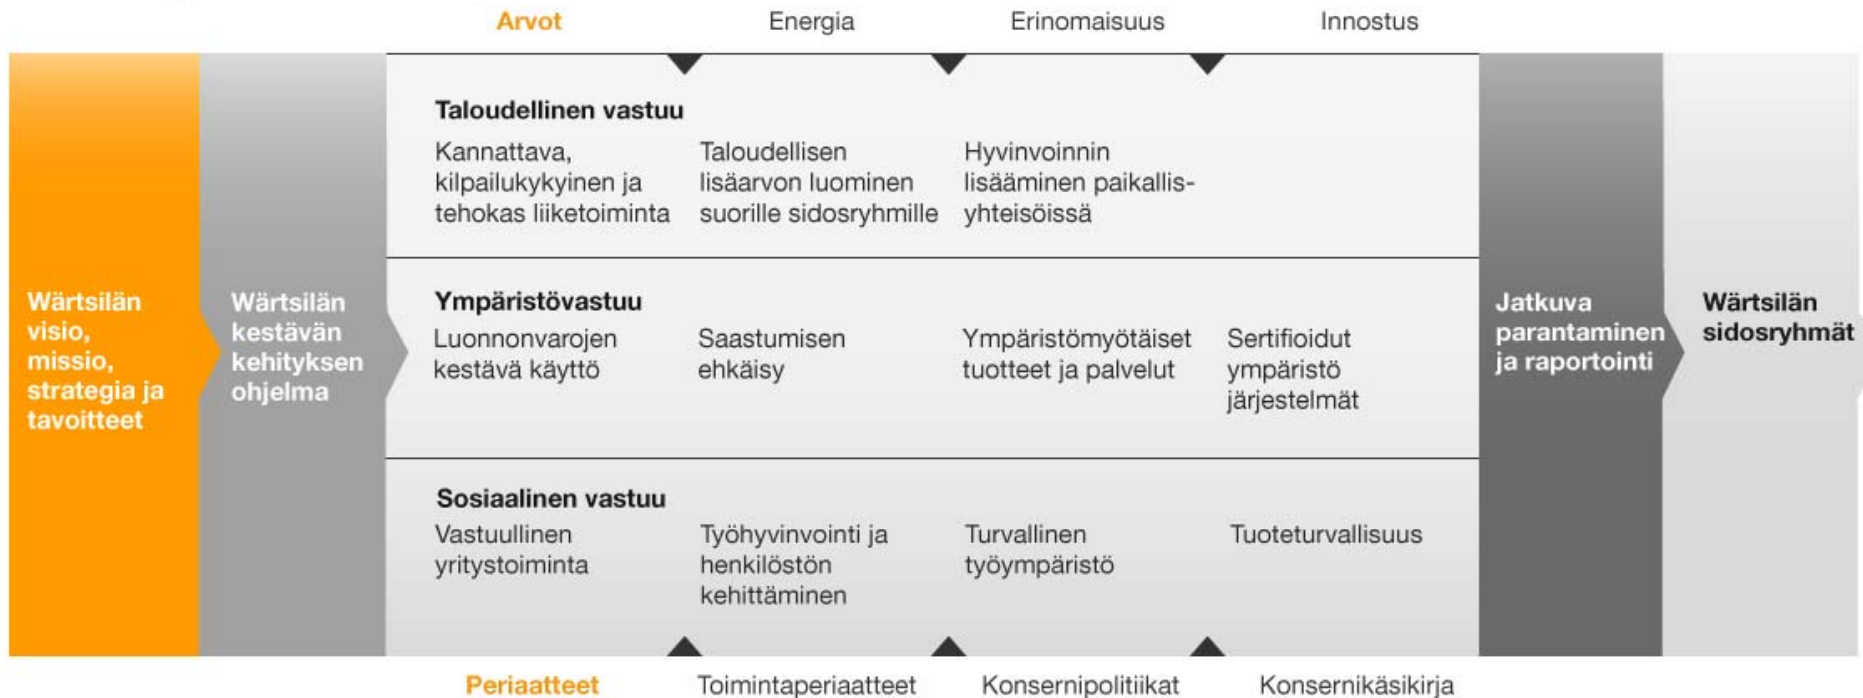 Arvot Energia Erinomaisuus Innostus
Wärtsilän
visio,
missio,
strategia ja
tavoitteet
Wärtsilän
kestävän
kehityksen
ohjelma
Taloudellinen vastuu
Kannattava,
kilpailukykyinen ja
tehokas liiketoiminta
Taloudellisen
lisäarvon luominen
suorille sidosryhmille
Hyvinvoinnin
lisääminen paikallis-
yhteisöissä
Ympäristövastuu
Luonnonvarojen
kestävä käyttö
Saastumisen
ehkäisy
Ympäristömyötäiset
tuotteet ja palvelut
Sertifioidut
ympäristö
järjestelmät
Sosiaalinen vastuu
Vastuullinen
yritystoiminta
Työhyvinvointi ja
henkilöstön
kehittäminen
Turvallinen
työympäristö
Tuoteturvallisuus
Jatkuva
parantaminen
ja raportointi
Wärtsilän
sidosryhmät
Periaatteet Toimintaperiaatteet Konsernipolitiikat Konsernikäsikirja